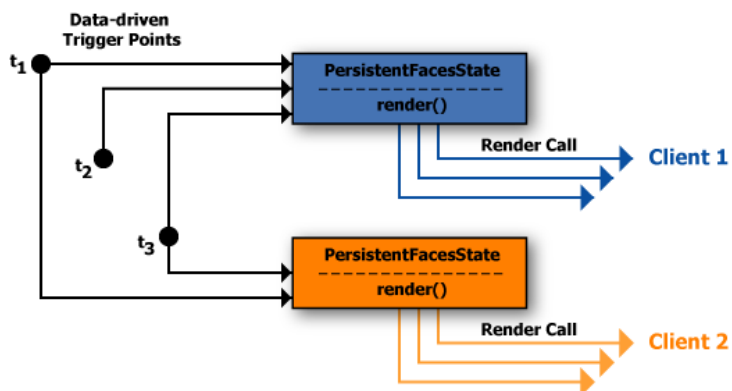 Data-driven
Trigger Points
t1
t2
t3
PersistentFacesState
render()
Render Call
Client 1
PersistentFacesState
render()
Render Call
Client 2